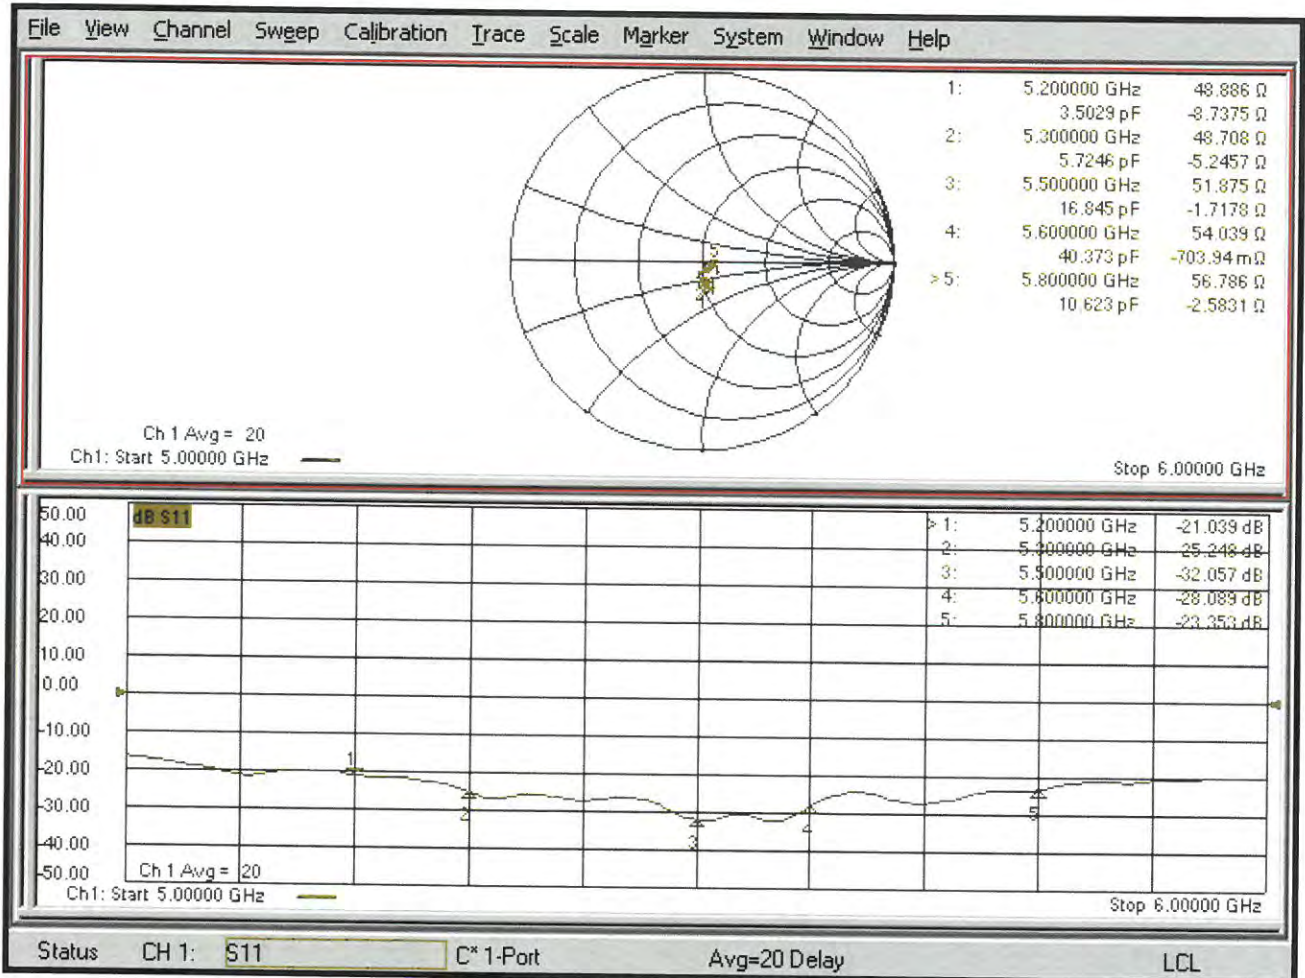 File View Channel Sweep Calibration Trace Scale Marker System Window Help
1: 5.200000 GHz 48.886 Ω
3.5029 pF -8.7375 Ω
2: 5.300000 GHz 48.708 Ω
5.7246 pF -5.2457 Ω
3: 5.500000 GHz 51.875 Ω
16.845 pF -1.7178 Ω
4: 5.600000 GHz 54.039 Ω
40.373 pF -703.94 mΩ
> 5: 5.800000 GHz 56.786 Ω
10.623 pF -2.5831 Ω
5
Ch 1 Avg = 20
Ch1: Start 5.00000 GHz
Stop 6.00000 GHz
50.00
40.00
30.00
20.00
10.00
0.00
-10.00
-20.00
-30.00
-40.00
-50.00
dB S11
> 1: 5.200000 GHz -21.039 dB
2: 5.300000 GHz -25.248 dB
3: 5.500000 GHz -32.057 dB
4: 5.600000 GHz -28.089 dB
5: 5.800000 GHz -23.353 dB
1
2
3
4
5
Ch 1 Avg = 20
Ch1: Start 5.00000 GHz
Stop 6.00000 GHz
Status CH 1: S11 C* 1-Port Avg=20 Delay LCL